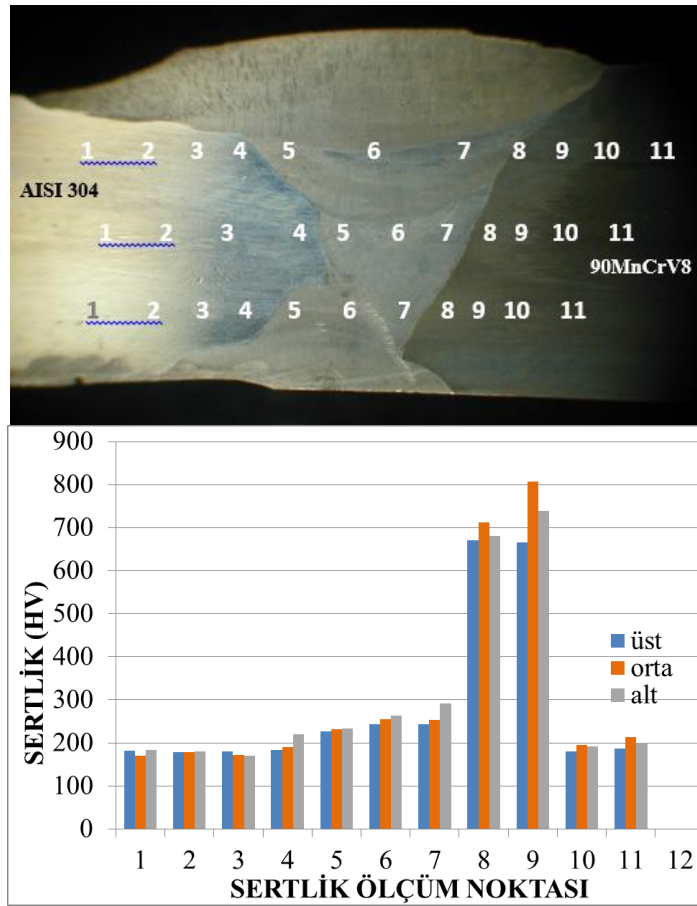 1 2 3 4 5 6 7 8 9 10 11
AISI 304
1 2 3 4 5 6 7 8 9 10 11
90MnCrV8
1 2 3 4 5 6 7 8 9 10 11
900
800
700
600
500
400
300
200
100
0
SERTLİK (HV)
üst
orta
alt
1 2 3 4 5 6 7 8 9 10 11 12
SERTLİK ÖLÇÜM NOKTASI